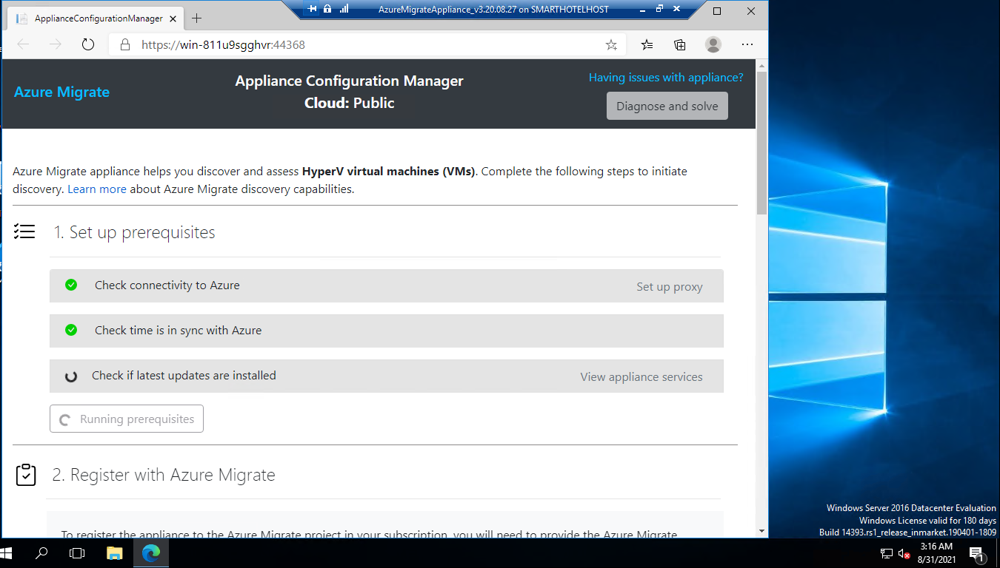 AzureMigrateAppliance_v3.20.08.27 on SMARTHOTELHOST
ApplianceConfigurationManager
https://win-811u9sgghvr:44368
Azure Migrate
Appliance Configuration Manager
Cloud: Public
Having issues with appliance?
Diagnose and solve
Azure Migrate appliance helps you discover and assess HyperV virtual machines (VMs). Complete the following steps to initiate
discovery. Learn more about Azure Migrate discovery capabilities.
1. Set up prerequisites
Check connectivity to Azure
Set up proxy
Check time is in sync with Azure
Check if latest updates are installed
View appliance services
Running prerequisites
2. Register with Azure Migrate
To register the appliance to the Azure Migrate project in your subscription, you will need to provide the Azure Migrate
Windows Server 2016 Datacenter Evaluation
Windows License valid for 180 days
Build 14393.rs1_release_inmarket.190401-1809
3:16 AM
8/31/2021
1